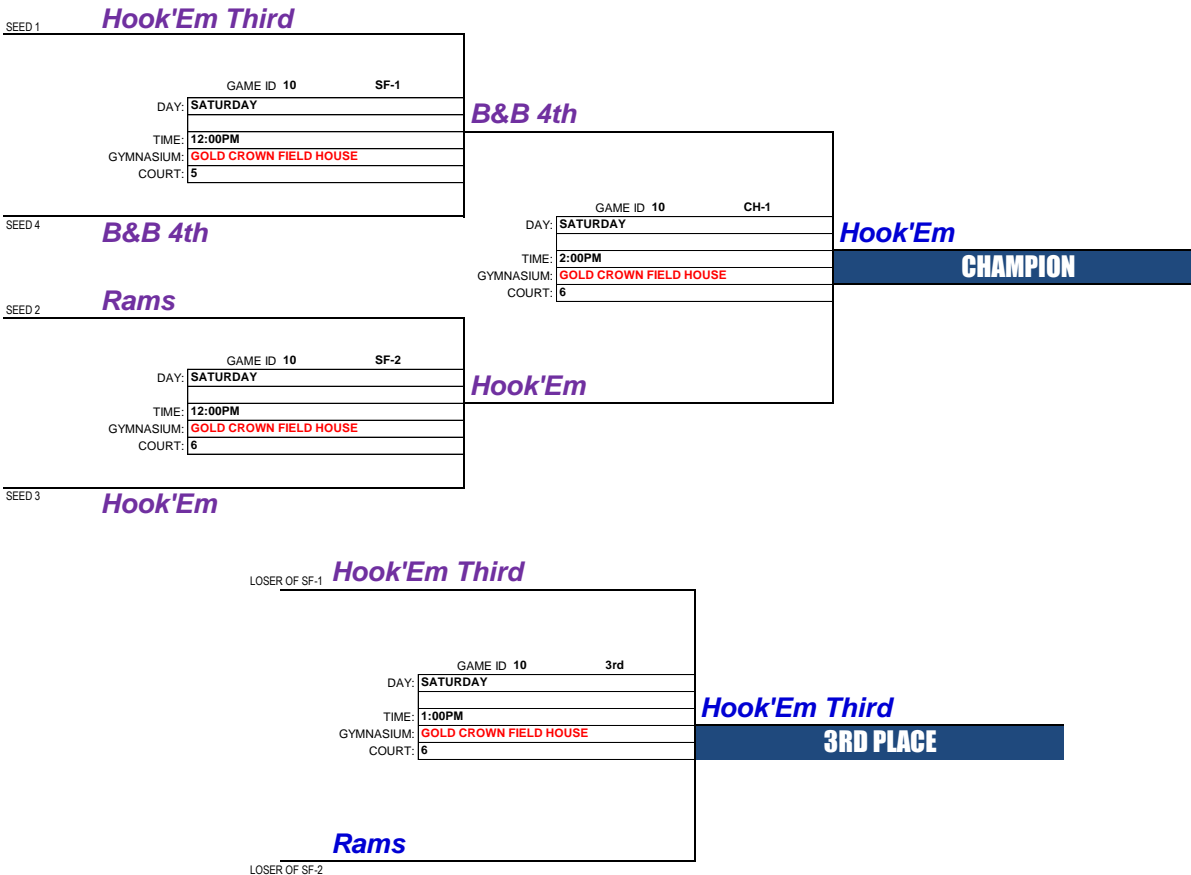 SEED 1 Hook'Em Third
GAME ID 10 SF-1
DAY: SATURDAY
TIME: 12:00PM
GYMNASIUM: GOLD CROWN FIELD HOUSE
COURT: 5
SEED 4 B&B 4th
B&B 4th
SEED 2 Rams
GAME ID 10 SF-2
DAY: SATURDAY
TIME: 12:00PM
GYMNASIUM: GOLD CROWN FIELD HOUSE
COURT: 6
SEED 3 Hook'Em
Hook'Em
GAME ID 10 CH-1
DAY: SATURDAY
TIME: 2:00PM
GYMNASIUM: GOLD CROWN FIELD HOUSE
COURT: 6
Hook'Em
CHAMPION
LOSER OF SF-1 Hook'Em Third
GAME ID 10 3rd
DAY: SATURDAY
TIME: 1:00PM
GYMNASIUM: GOLD CROWN FIELD HOUSE
COURT: 6
Rams
LOSER OF SF-2
Hook'Em Third
3RD PLACE